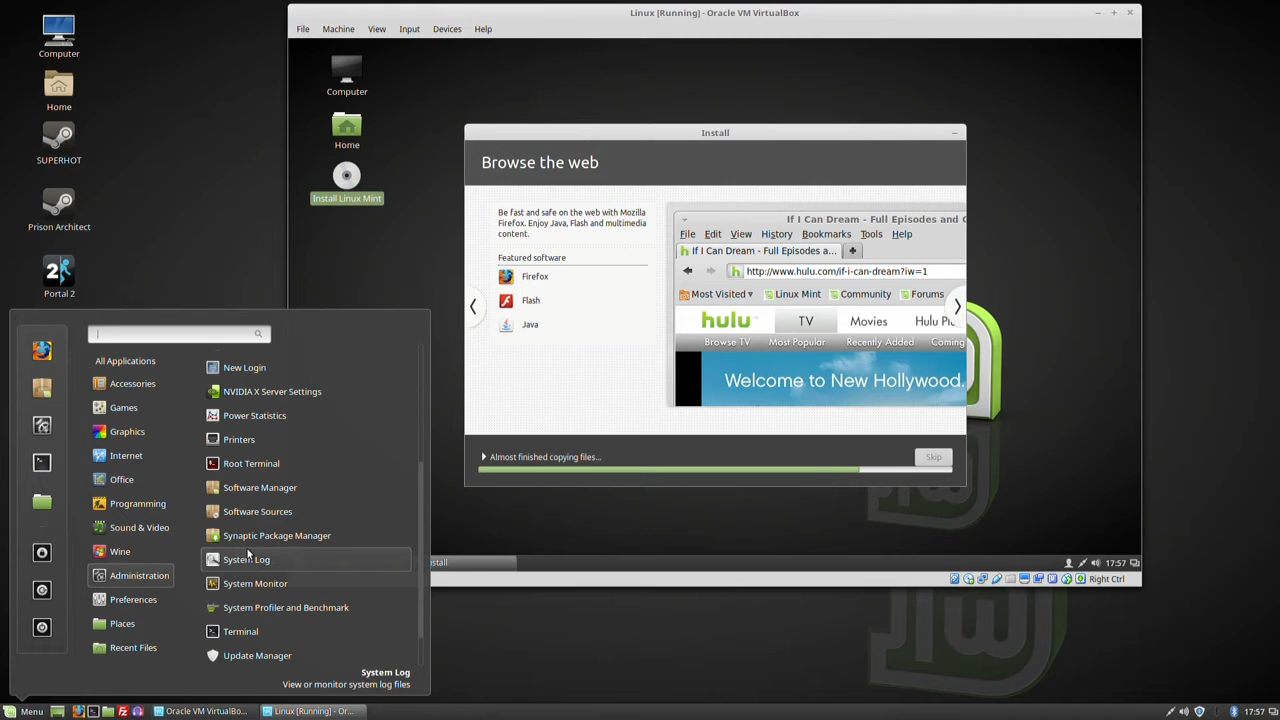 Computer
Home
SUPERHOT
Prison Architect
2
Portal 2
Linux [Running] - Oracle VM VirtualBox
File Machine View Input Devices Help
Computer
Home
Install Linux Mint
Install
Browse the web
Be fast and safe on the web with Mozilla
Firefox. Enjoy Java, Flash and multimedia
content.
Featured software
Firefox
Flash
Java
If I Can Dream - Full Episodes and
File Edit View History Bookmarks Tools Help
h If I Can Dream - Full Episodes a...
h http://www.hulu.com/if-i-can-dream?iw=1
Most Visited Linux Mint Community Forums
hulu TV Movies Hulu
Browse TV Most Popular Recently Added Coming
Welcome to New Hollywood.
Almost finished copying files...
Skip
17:57
Right Ctrl
All Applications
Accessories
Games
Graphics
Internet
Office
Programming
Sound & Video
Wine
Administration
Preferences
Places
Recent Files
New Login
NVIDIA X Server Settings
Power Statistics
Printers
Root Terminal
Software Manager
Software Sources
Synaptic Package Manager
System Log
System Monitor
System Profiler and Benchmark
Terminal
Update Manager
System Log
View or monitor system log files
Menu Oracle VM VirtualBo... Linux [Running] - Or... 17:57